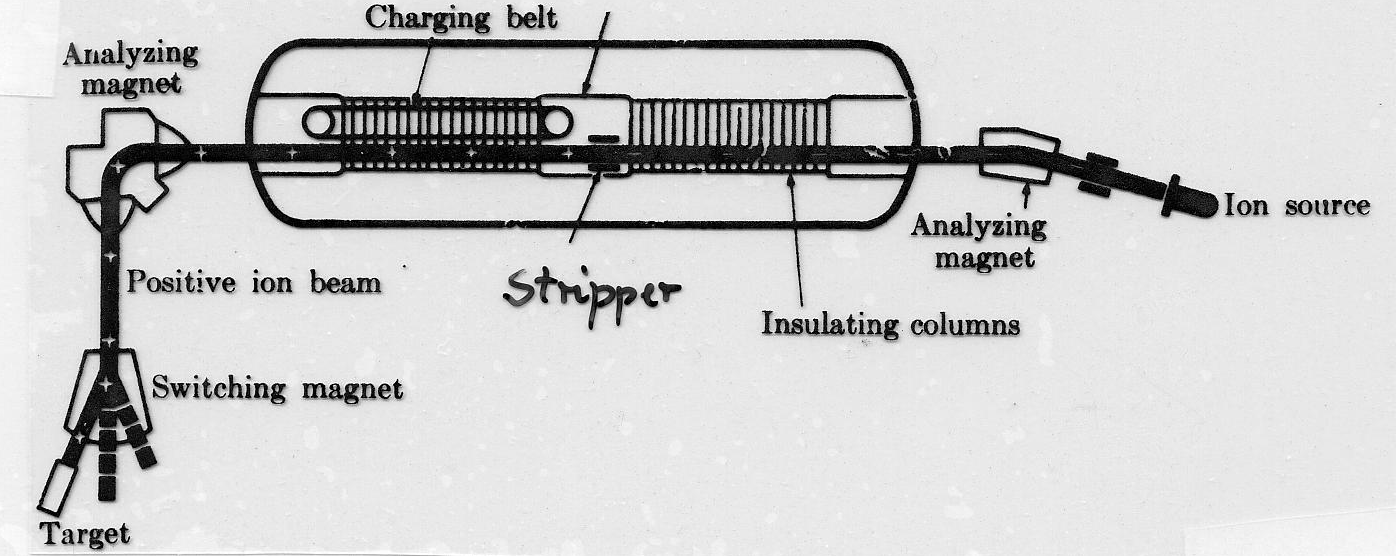 Charging belt
Analyzing
magnet
Ion source
Analyzing
magnet
Positive ion beam
Stripper
Insulating columns
Switching magnet
Target